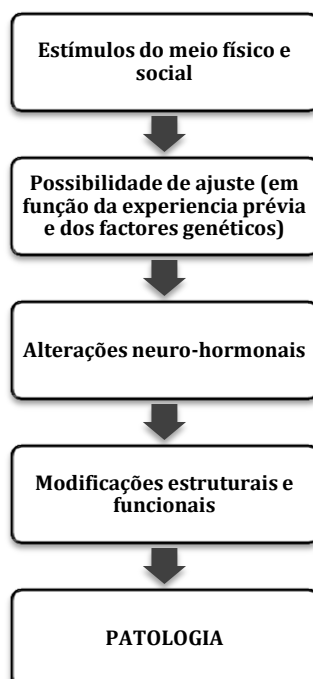 Estímulos do meio físico e
social
Possibilidade de ajuste (em
função da experiencia prévia
e dos factores genéticos)
Alterações neuro-hormonais
Modificações estruturais e
funcionais
PATOLOGIA